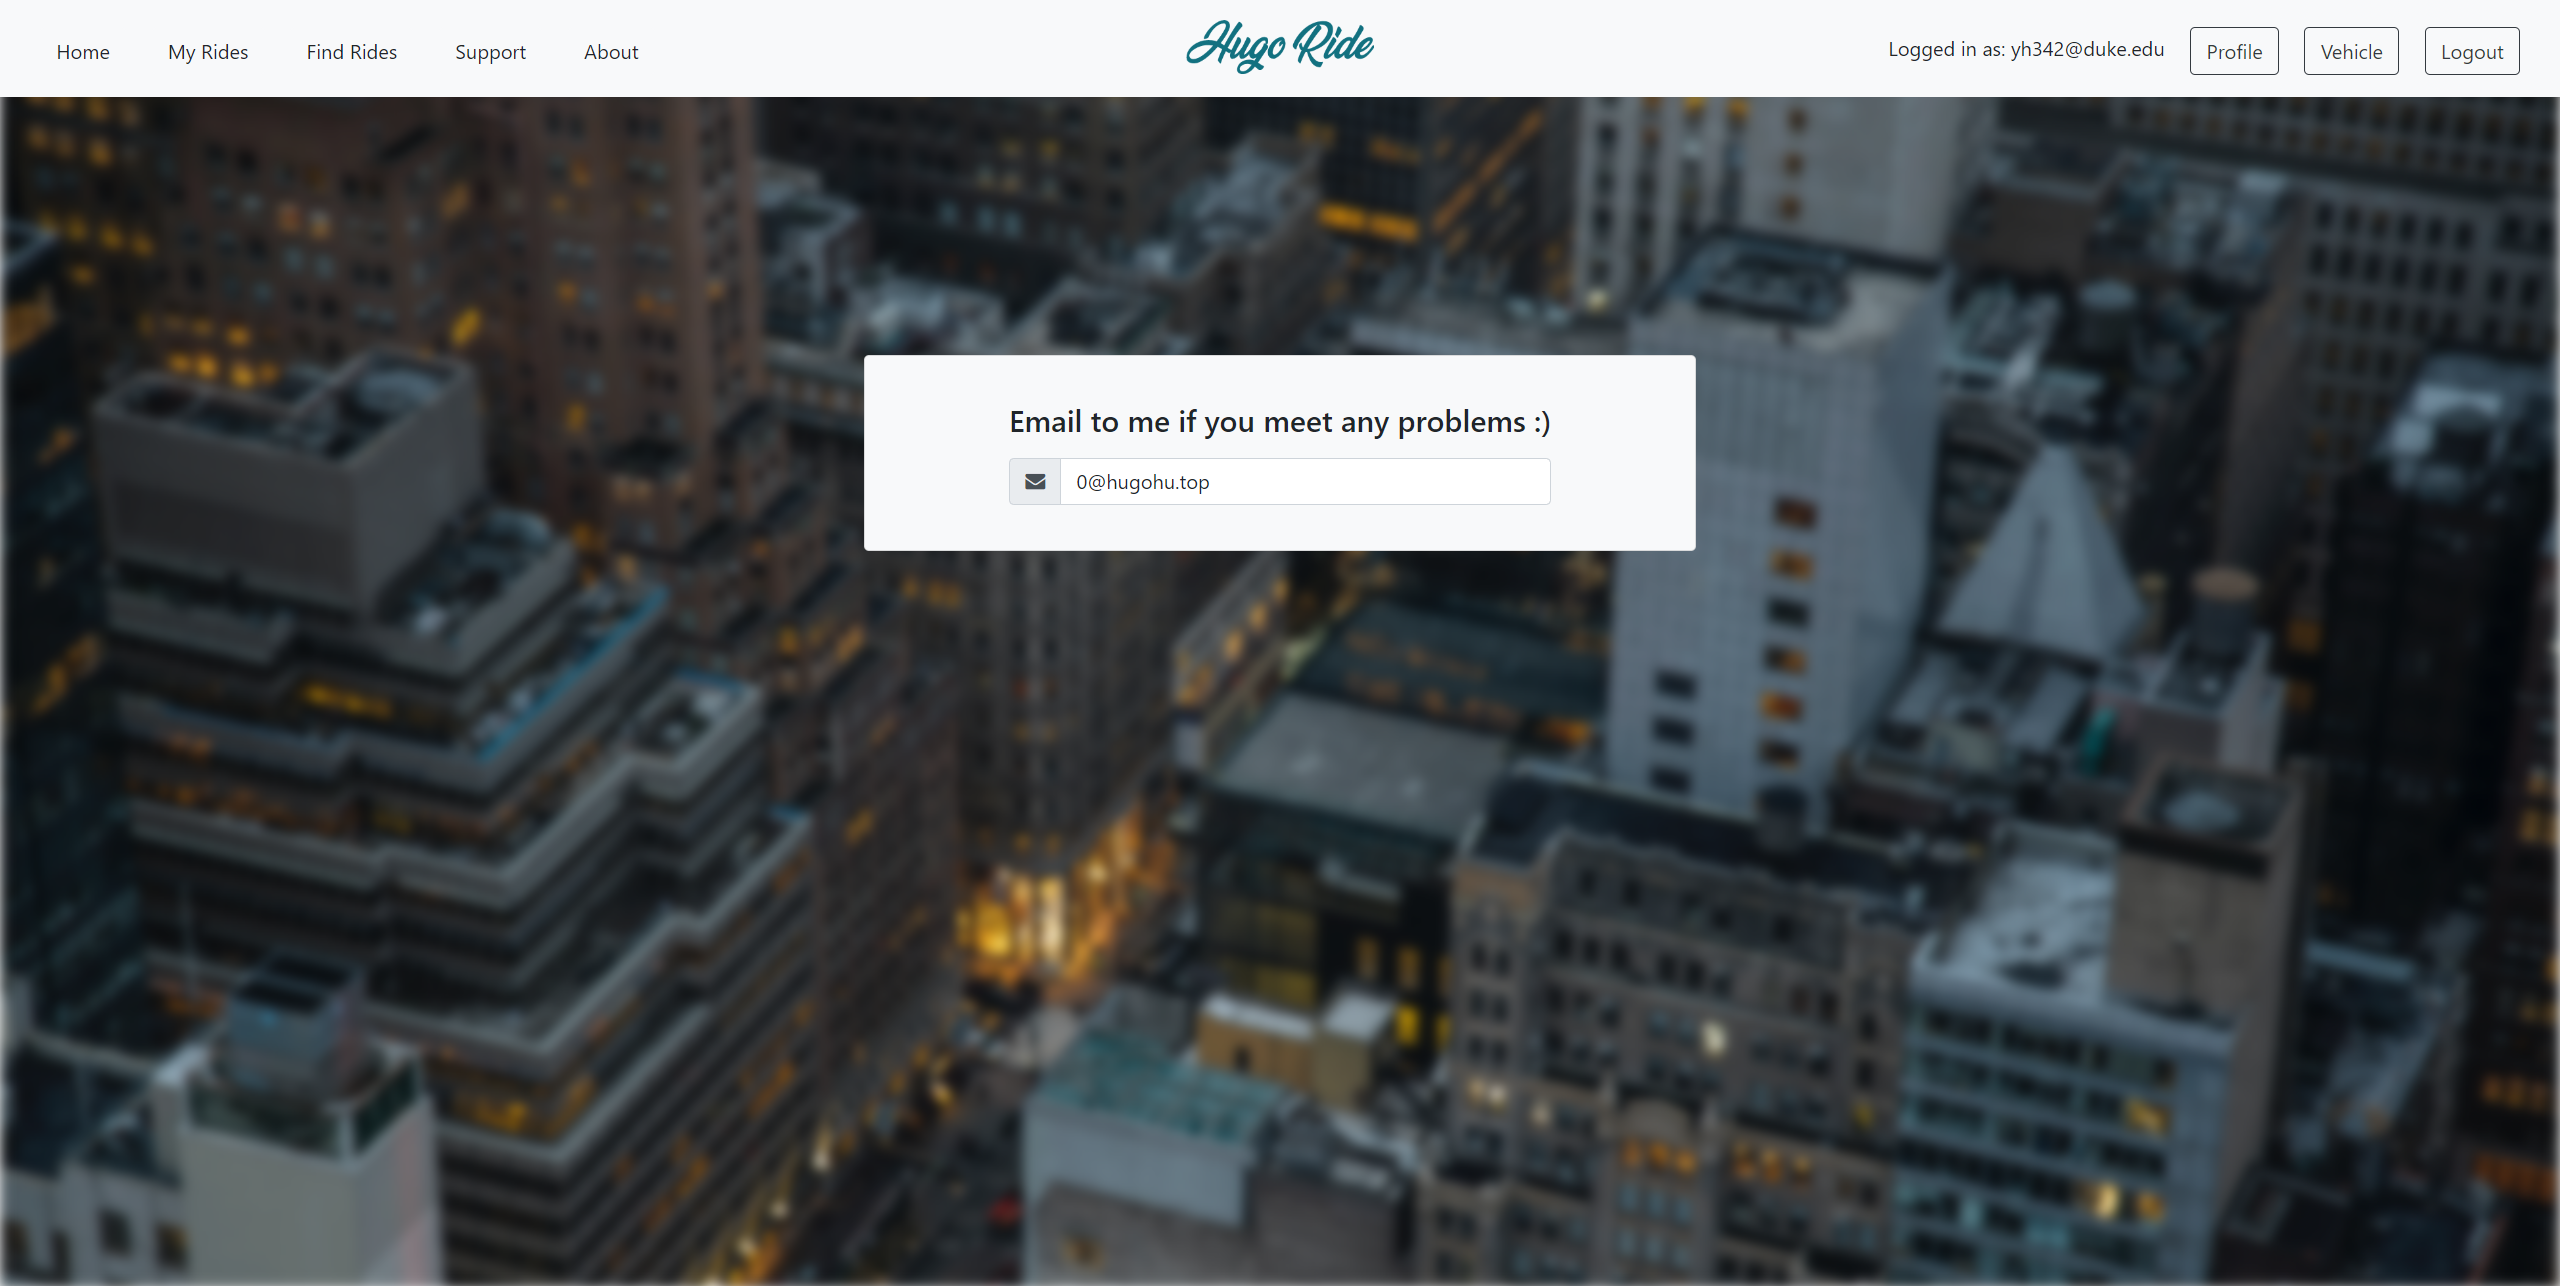 Home My Rides Find Rides Support About Hugo Ride Logged in as: yh342@duke.edu Profile Vehicle Logout
Email to me if you meet any problems :)
0@hugohu.top